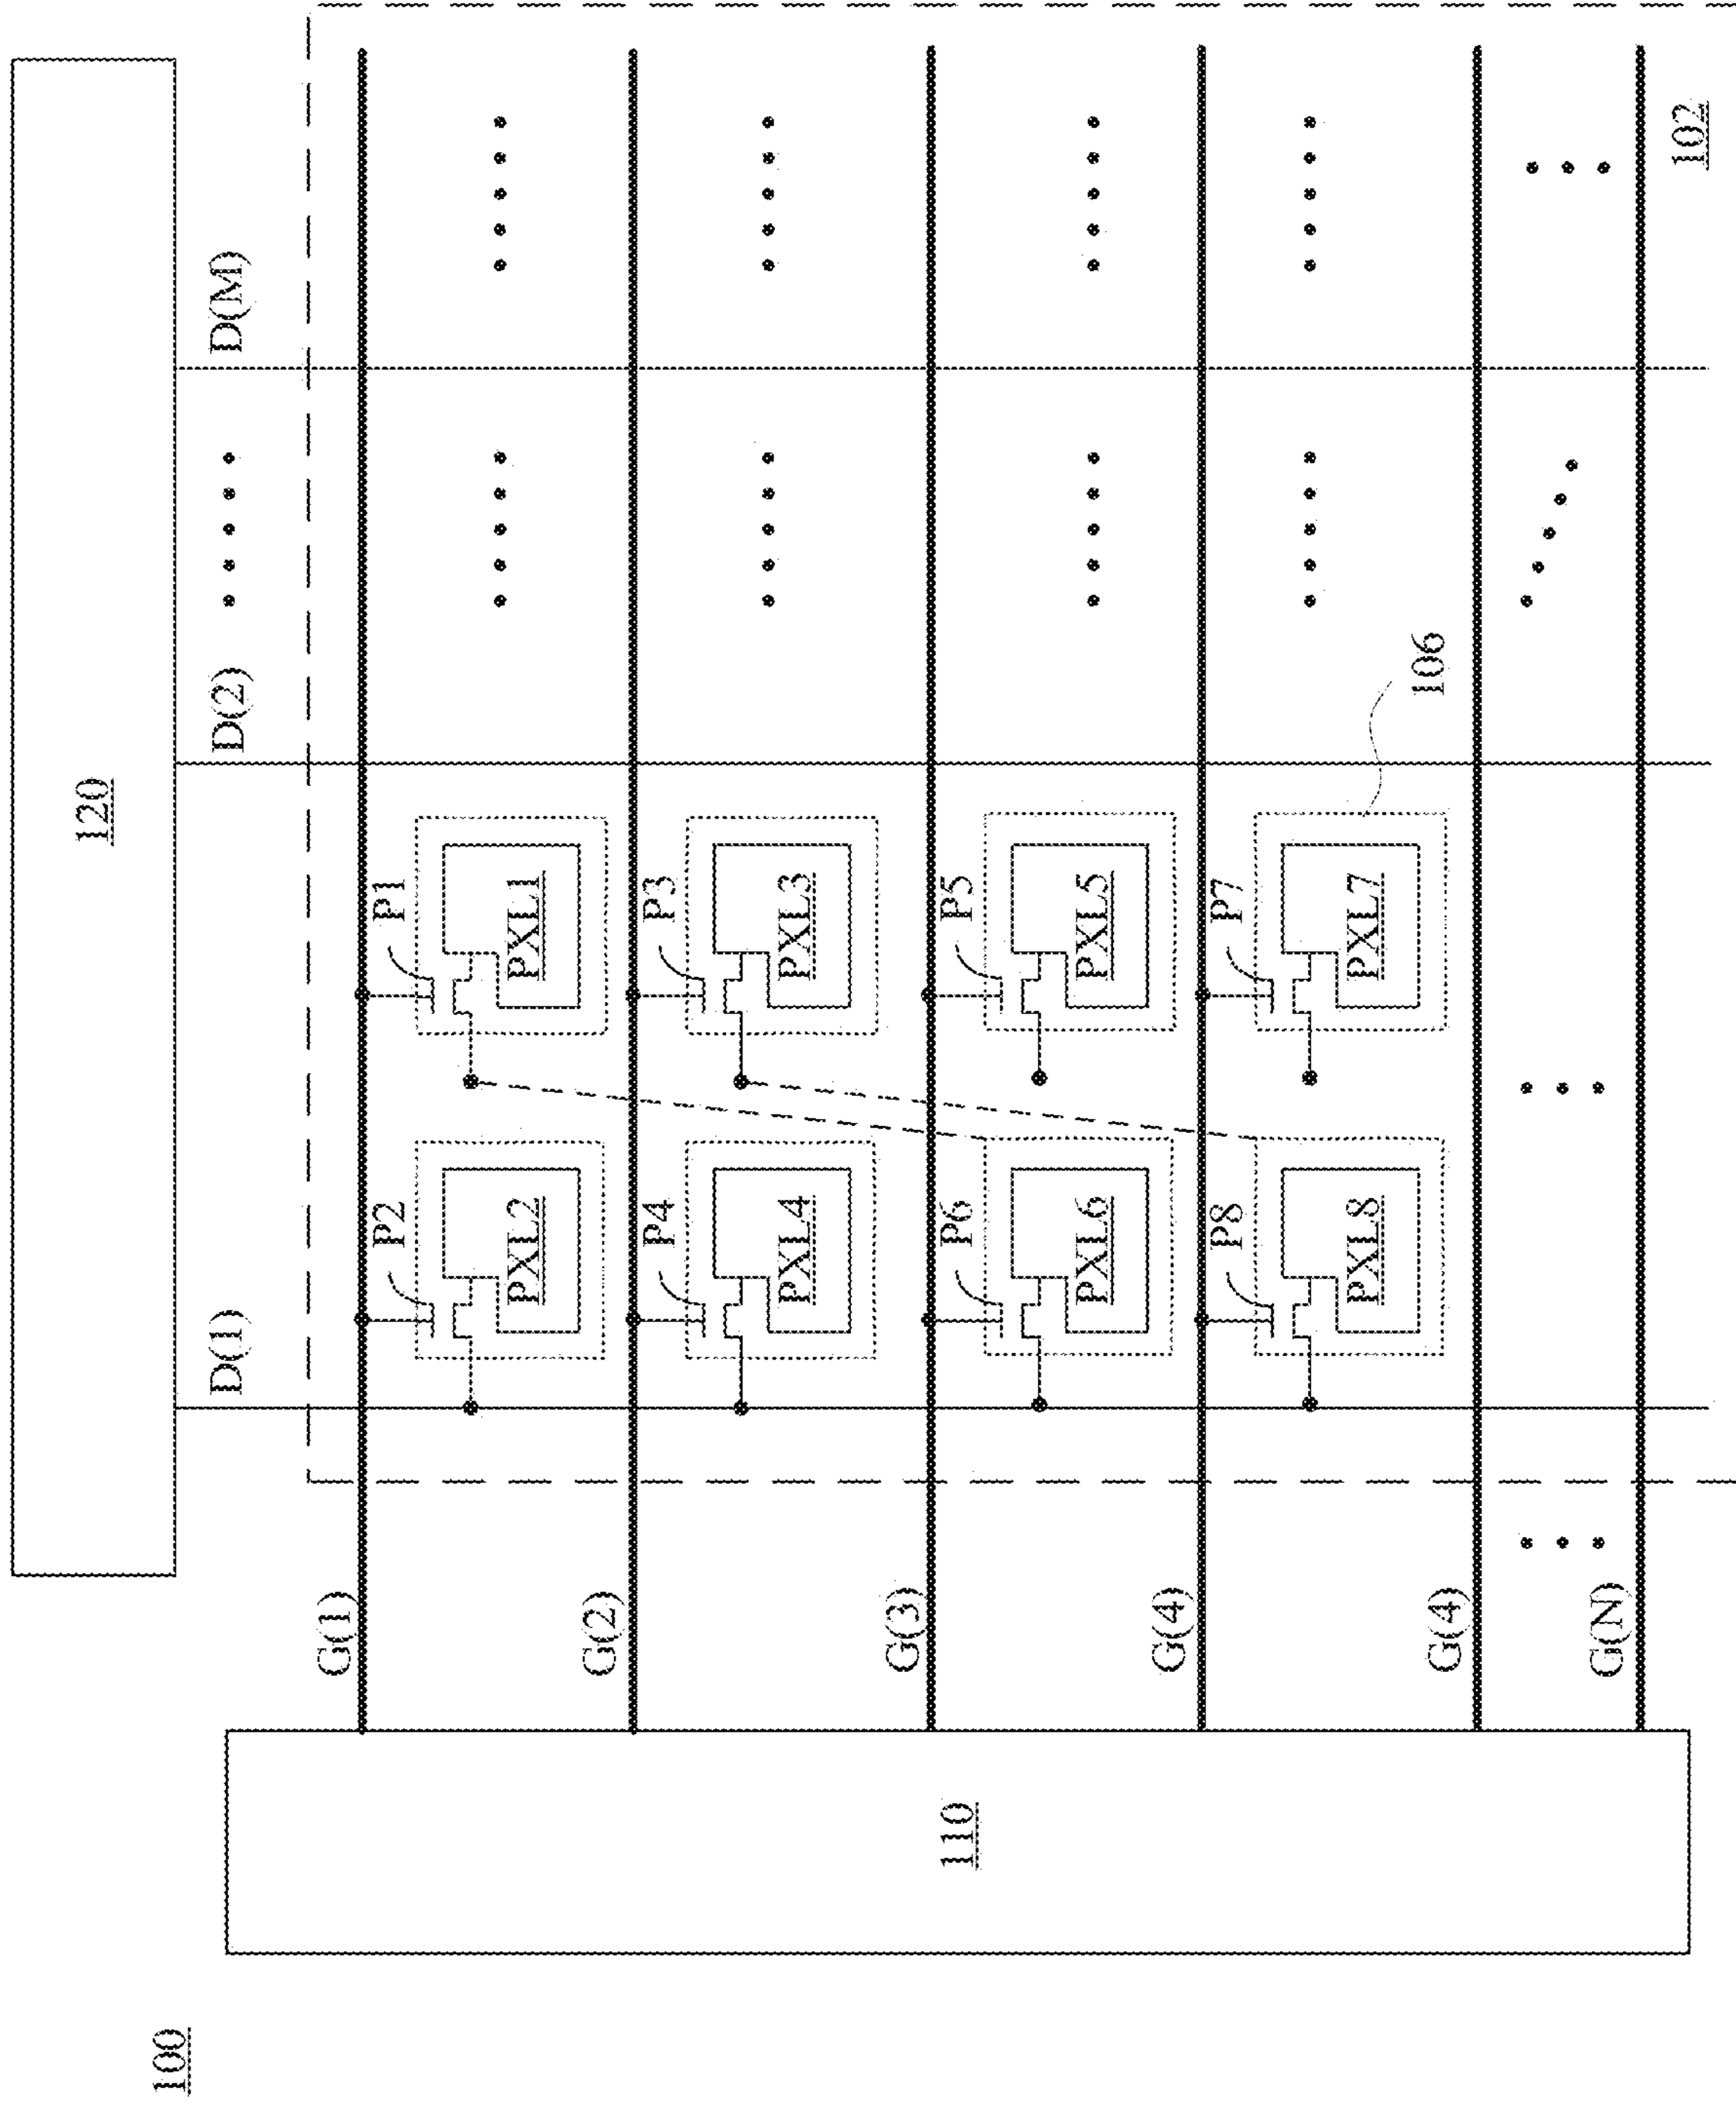 100
120
D(1)
D(2)
D(M)
G(1)
P2
P1
PXL2
PXL1
G(2)
P4
P3
PXL4
PXL3
G(3)
P6
P5
PXL6
PXL5
G(4)
P8
P7
PXL8
PXL7
106
G(4)
G(N)
110
102